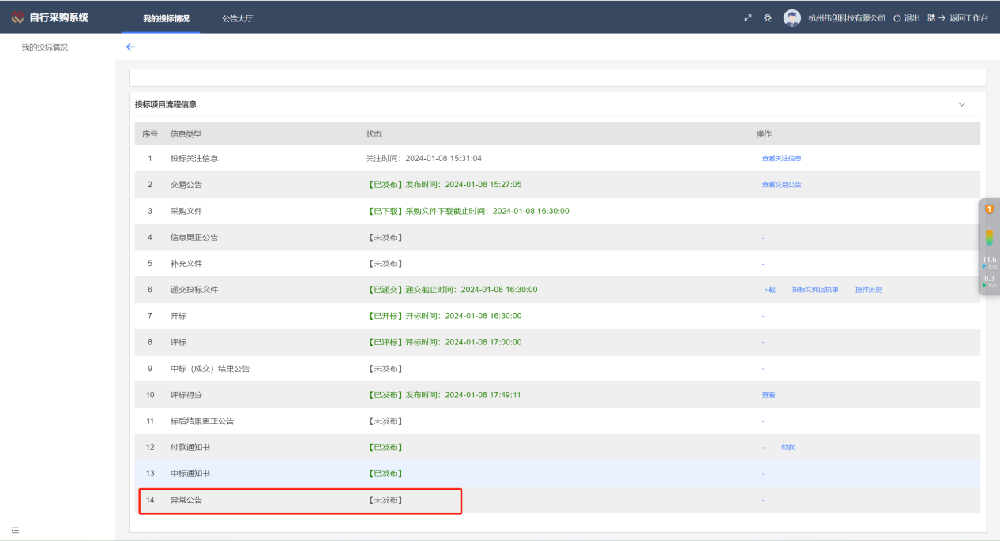 自行采购系统 我的投标情况 公告大厅 杭州伟创科技有限公司 退出 返回工作台
我的投标情况
投标项目流程信息
序号 信息类型 状态 操作
1 投标关注信息 关注时间：2024-01-08 15:31:04 查看关注信息
2 交易公告 【已发布】发布时间：2024-01-08 15:27:05 查看交易公告
3 采购文件 【已下载】采购文件下载截止时间：2024-01-08 16:30:00
4 信息更正公告 【未发布】 -
5 补充文件 【未发布】 -
6 递交投标文件 【已递交】递交截止时间：2024-01-08 16:30:00 下载 投标文件回执单 操作历史
7 开标 【已开标】开标时间：2024-01-08 16:30:00 -
8 评标 【已评标】评标时间：2024-01-08 17:00:00 -
9 中标（成交）结果公告 【未发布】 -
10 评标得分 【已发布】发布时间：2024-01-08 17:49:11 查看
11 标后结果更正公告 【未发布】 -
12 付款通知书 【已发布】 - 付款
13 中标通知书 【已发布】 -
14 异常公告 【未发布】 -
1
11.6
K/s
8.3
K/s